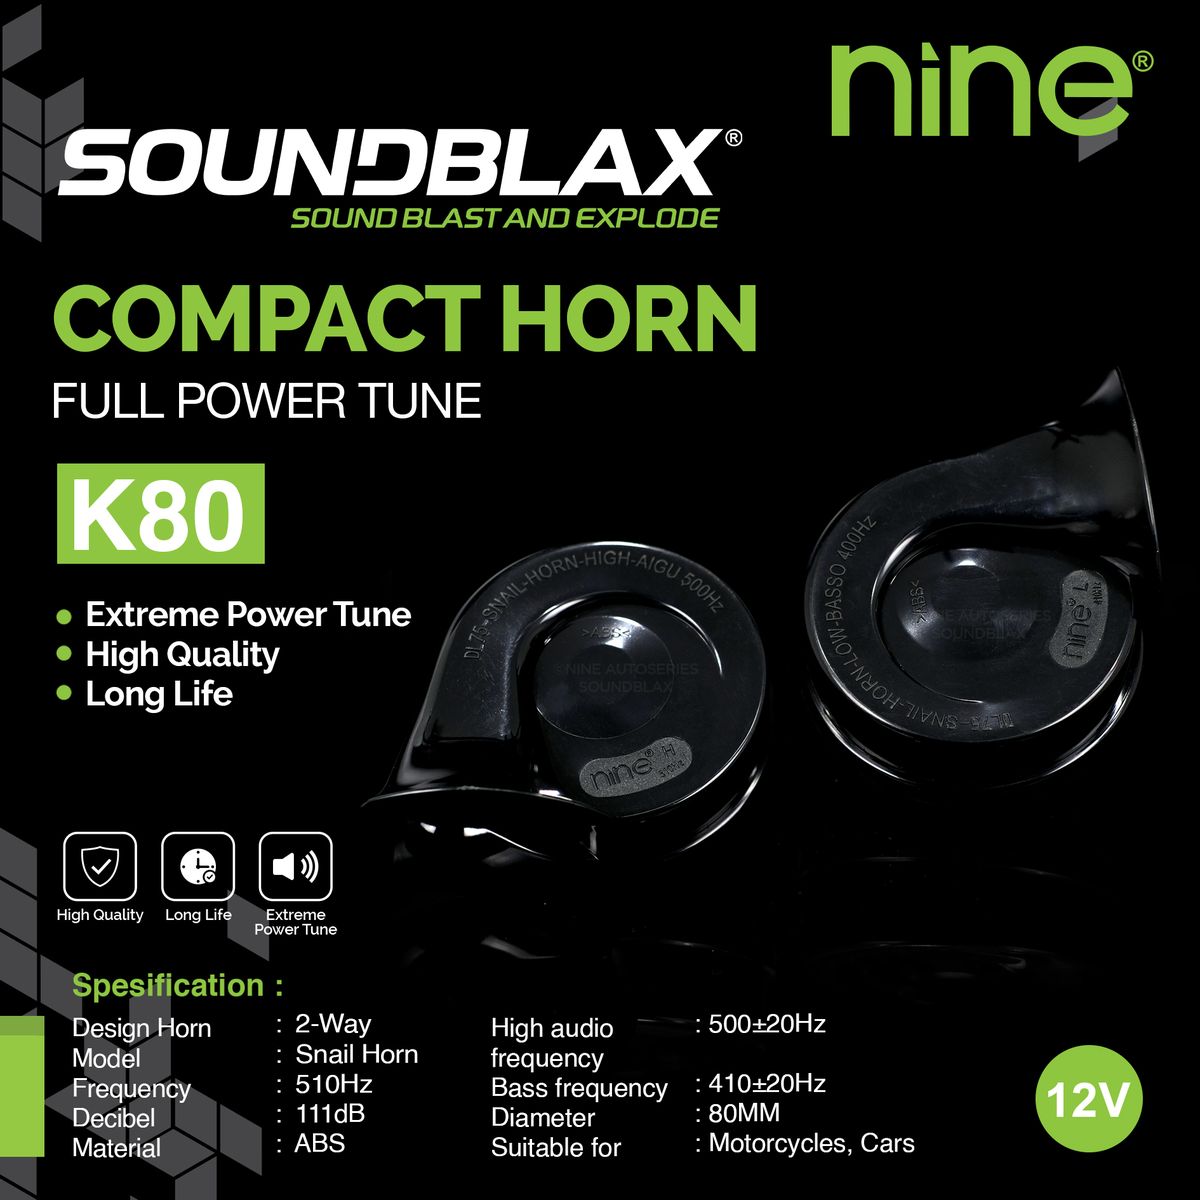 nine®
SOUNDBLAX®
SOUND BLAST AND EXPLODE
COMPACT HORN
FULL POWER TUNE
K80
• Extreme Power Tune
• High Quality
• Long Life
DL75-SNAIL-HORN-HIGH-AIGU 500Hz
>ABS<
NINE AUTOSERIES
SOUNDBLAX
nine® H
510Hz
DL75-SNAIL-HORN-LOW-BASSO 400Hz
>ABS<
NINE AUTOSERIES
SOUNDBLAX
nine® L
High Quality
Long Life
Extreme
Power Tune
Spesification :
Design Horn : 2-Way
Model : Snail Horn
Frequency : 510Hz
Decibel : 111dB
Material : ABS
High audio : 500±20Hz
frequency
Bass frequency : 410±20Hz
Diameter : 80MM
Suitable for : Motorcycles, Cars
12V